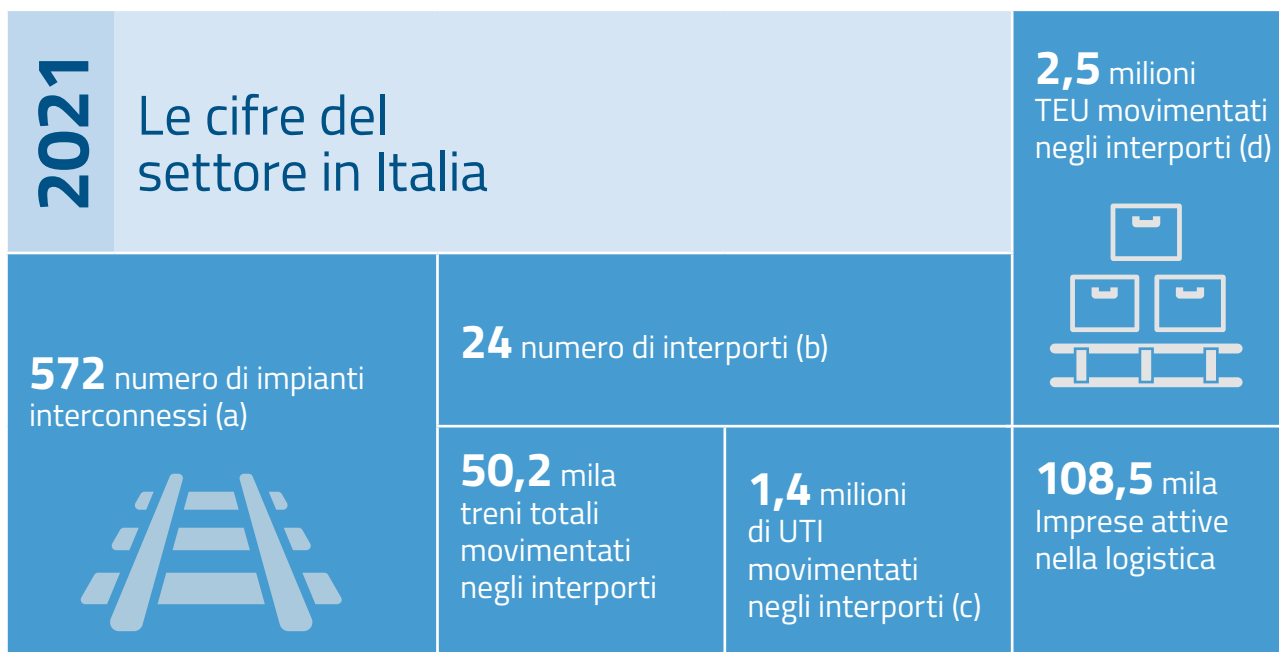 2021
Le cifre del
settore in Italia
2,5 milioni
TEU movimentati
negli interporti (d)
572 numero di impianti
interconnessi (a)
24 numero di interporti (b)
50,2 mila
treni totali
movimentati
negli interporti
1,4 milioni
di UTI
movimentati
negli interporti (c)
108,5 mila
Imprese attive
nella logistica